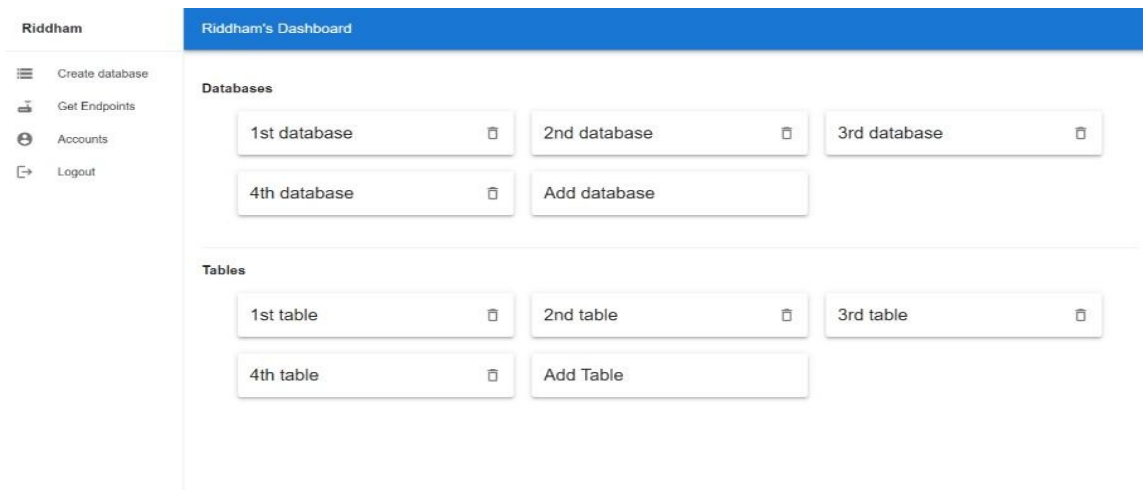 Riddham
Riddham's Dashboard
Create database
Get Endpoints
Accounts
Logout
Databases
1st database
2nd database
3rd database
4th database
Add database
Tables
1st table
2nd table
3rd table
4th table
Add Table